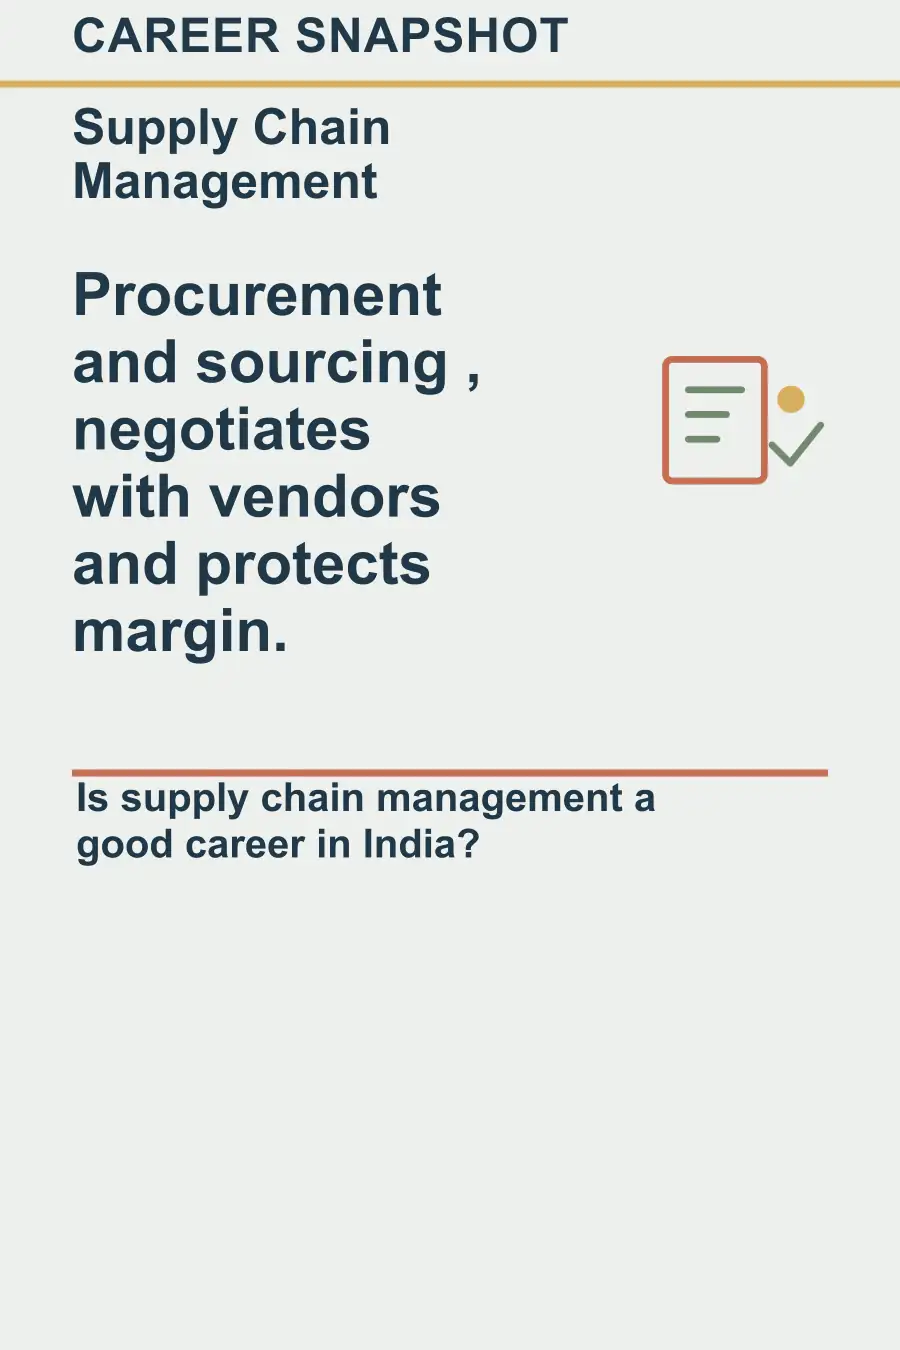 CAREER SNAPSHOT
Supply Chain
Management
Procurement
and sourcing ,
negotiates
with vendors
and protects
margin.
Is supply chain management a
good career in India?